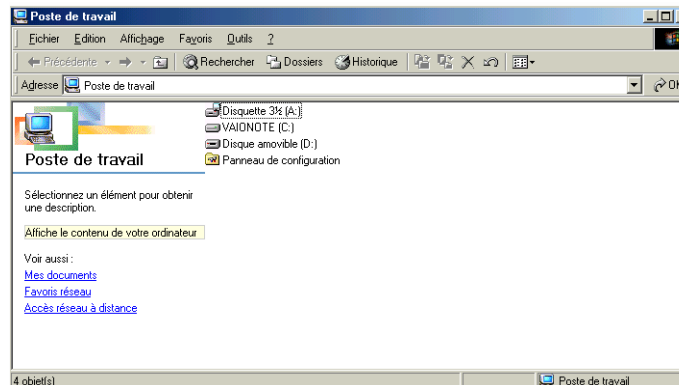 Poste de travail
Fichier Edition Affichage Favoris Outils ?
Précédente Rechercher Dossiers Historique
Adresse Poste de travail OK
Disquette 3½ (A:)
VAIONOTE (C:)
Disque amovible (D:)
Panneau de configuration
Poste de travail
Sélectionnez un élément pour obtenir
une description.
Affiche le contenu de votre ordinateur
Voir aussi :
Mes documents
Favoris réseau
Accès réseau à distance
4 objet(s) Poste de travail